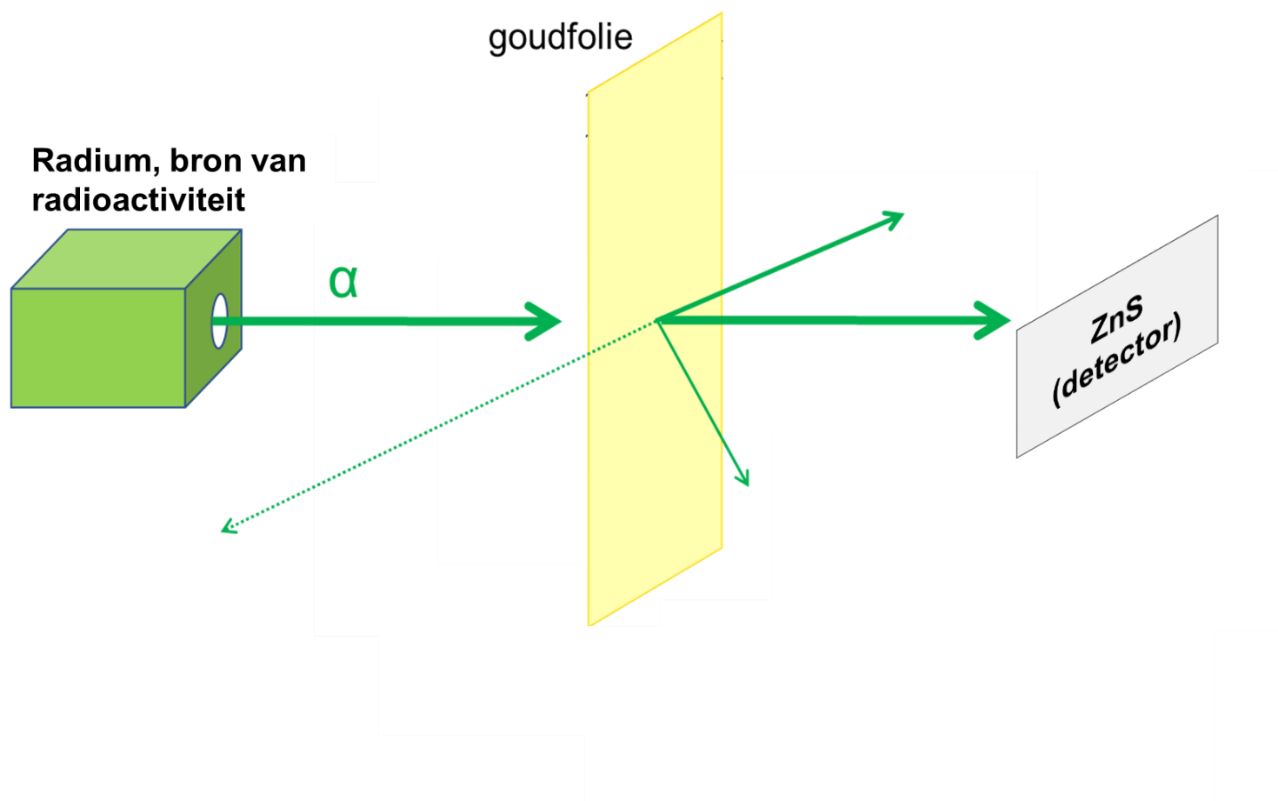 goudfolie
Radium, bron van
radioactiviteit
α
ZnS
(detector)